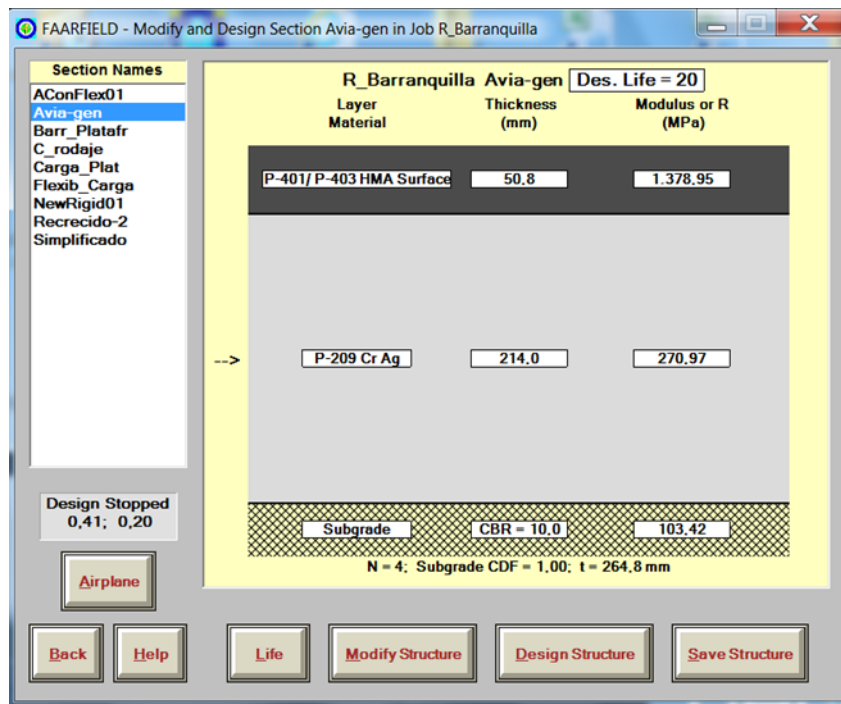 FAARFIELD - Modify and Design Section Avia-gen in Job R_Barranquilla
Section Names
AConFlex01
Avia-gen
Barr_Platafr
C_rodaje
Carga_Plat
Flexib_Carga
NewRigid01
Recrecido-2
Simplificado
Design Stopped
0,41; 0,20
Airplane
Back
Help
R_Barranquilla Avia-gen Des. Life = 20
Layer Thickness Modulus or R
Material (mm) (MPa)
P-401/ P-403 HMA Surface 50,8 1.378,95
--> P-209 Cr Ag 214,0 270,97
Subgrade CBR = 10,0 103,42
N = 4; Subgrade CDF = 1,00; t = 264,8 mm
Life
Modify Structure
Design Structure
Save Structure